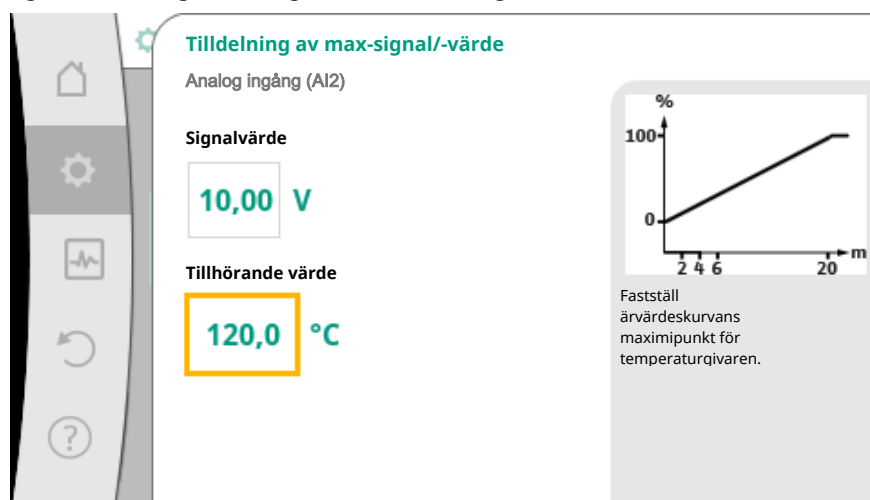 Tilldelning av max-signal/-värde
Analog ingång (AI2)
Signalvärde
10,00 V
Tillhörande värde
120,0 °C
%
100
0
2 4 6 20
m
Fastställ
ärvärdeskurvans
maximipunkt för
temperaturgivaren.
?